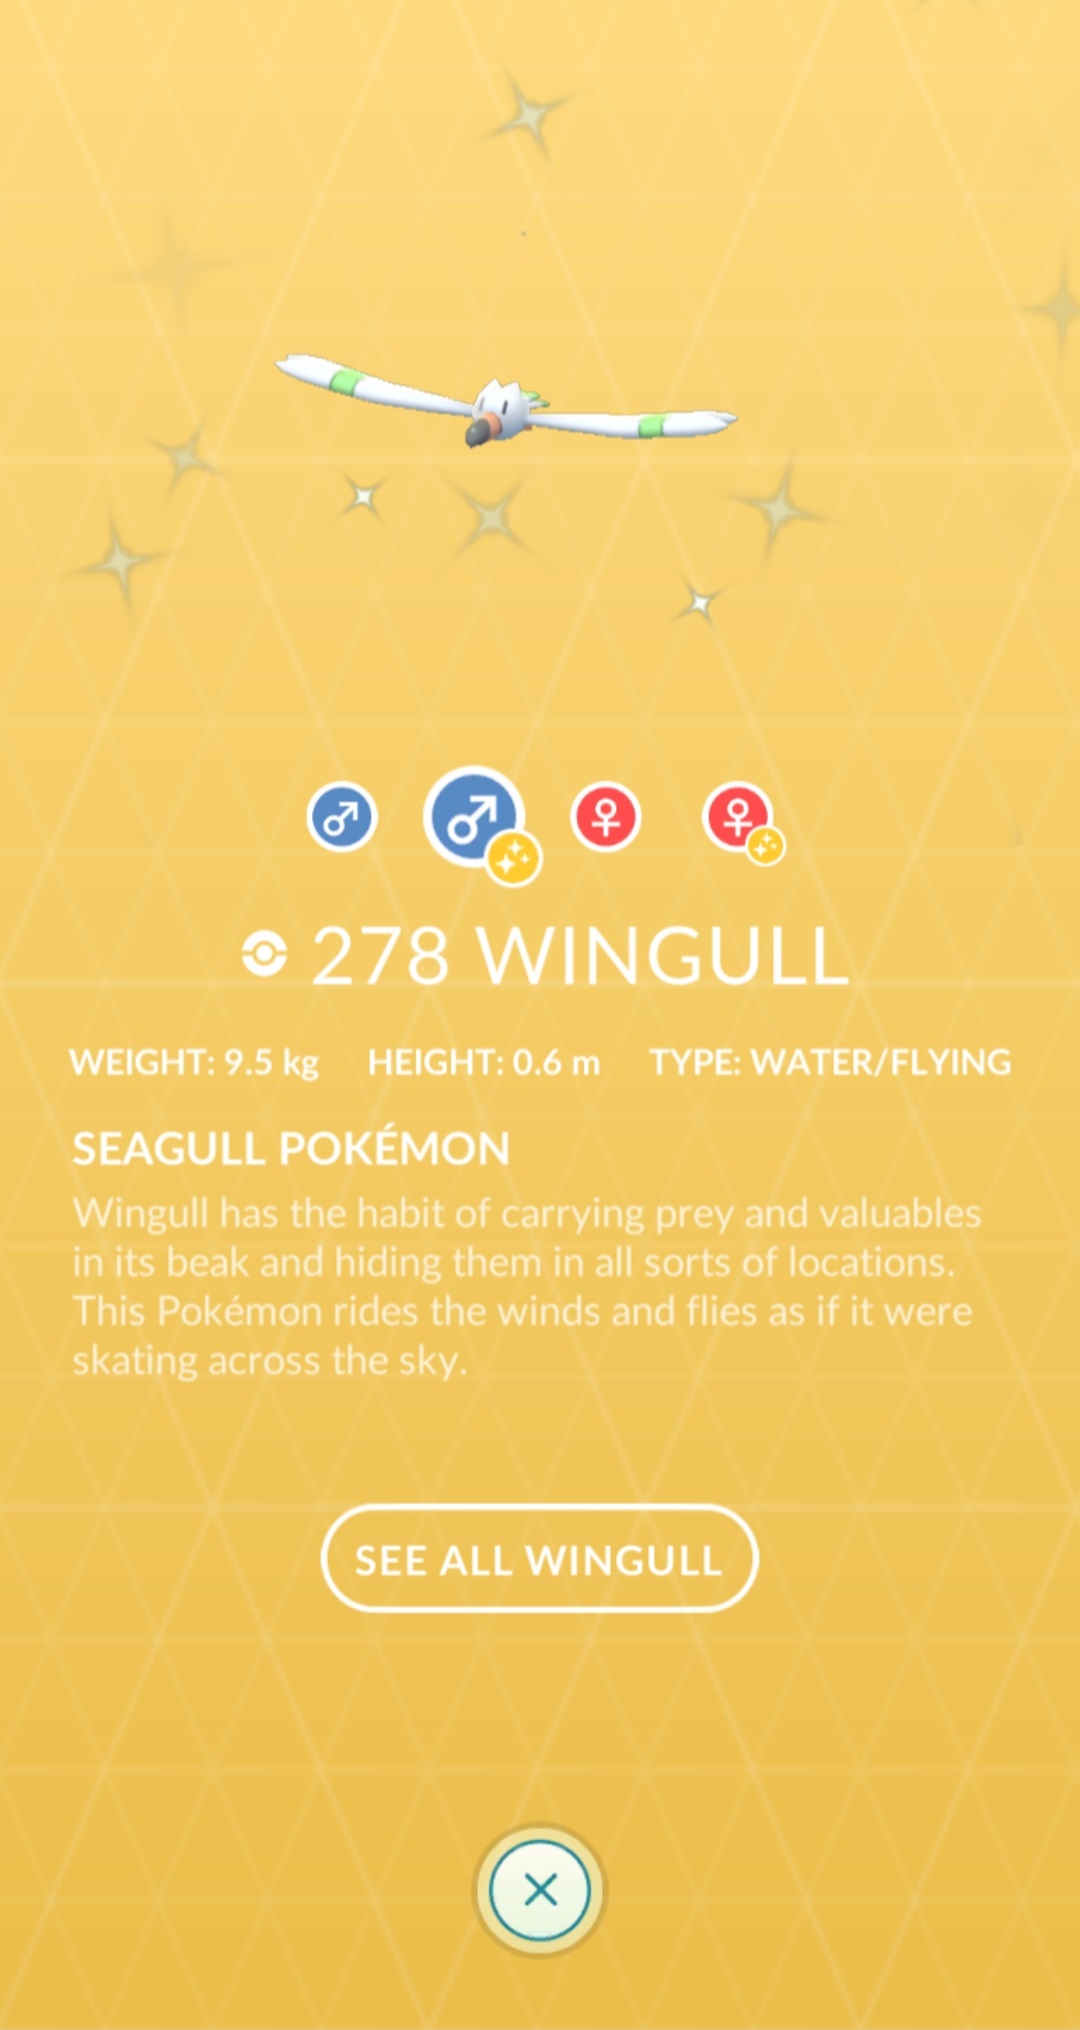 278 WINGULL
WEIGHT: 9.5 kg HEIGHT: 0.6 m TYPE: WATER/FLYING
SEAGULL POKÉMON
Wingull has the habit of carrying prey and valuables
in its beak and hiding them in all sorts of locations.
This Pokémon rides the winds and flies as if it were
skating across the sky.
SEE ALL WINGULL